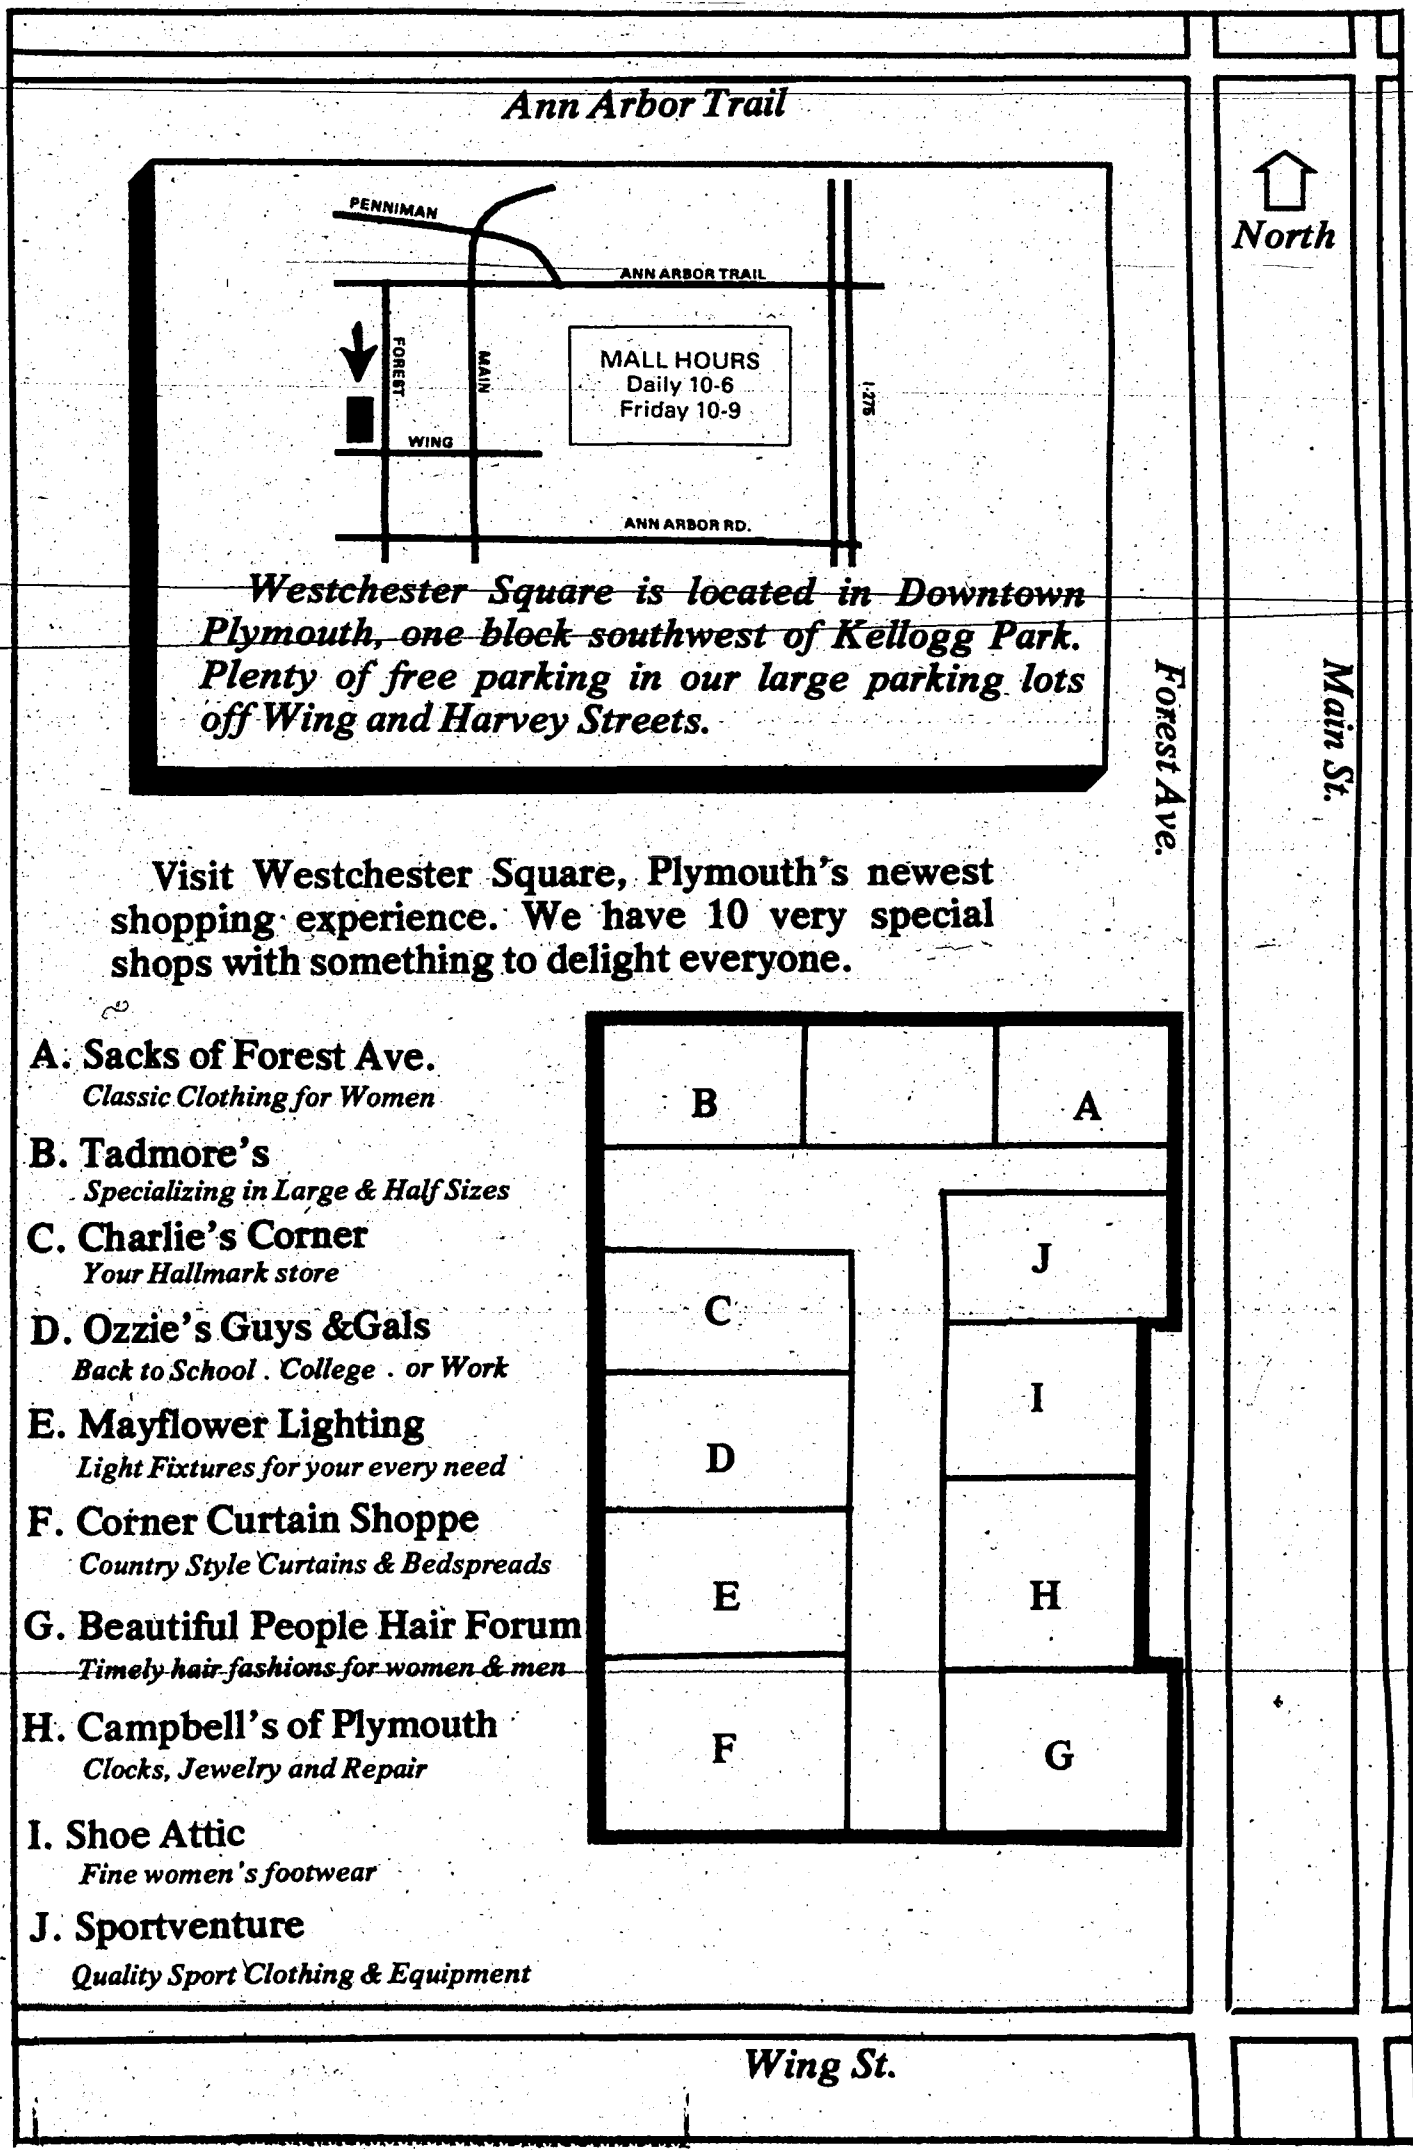 Ann Arbor Trail
North
PENNIMAN
ANN ARBOR TRAIL
FOREST
MAIN
MALL HOURS
Daily 10-6
Friday 10-9
I-275
WING
ANN ARBOR RD.
Westchester Square is located in Downtown
Plymouth, one block southwest of Kellogg Park.
Plenty of free parking in our large parking lots
off Wing and Harvey Streets.
Forest Ave.
Main St.
Visit Westchester Square, Plymouth's newest
shopping experience. We have 10 very special
shops with something to delight everyone.
A. Sacks of Forest Ave.
Classic Clothing for Women
B. Tadmore's
Specializing in Large & Half Sizes
C. Charlie's Corner
Your Hallmark store
D. Ozzie's Guys &Gals
Back to School . College . or Work
E. Mayflower Lighting
Light Fixtures for your every need
F. Corner Curtain Shoppe
Country Style Curtains & Bedspreads
G. Beautiful People Hair Forum
Timely hair fashions for women & men
H. Campbell's of Plymouth
Clocks, Jewelry and Repair
I. Shoe Attic
Fine women's footwear
J. Sportventure
Quality Sport Clothing & Equipment
B
A
J
C
I
D
E
H
F
G
Wing St.